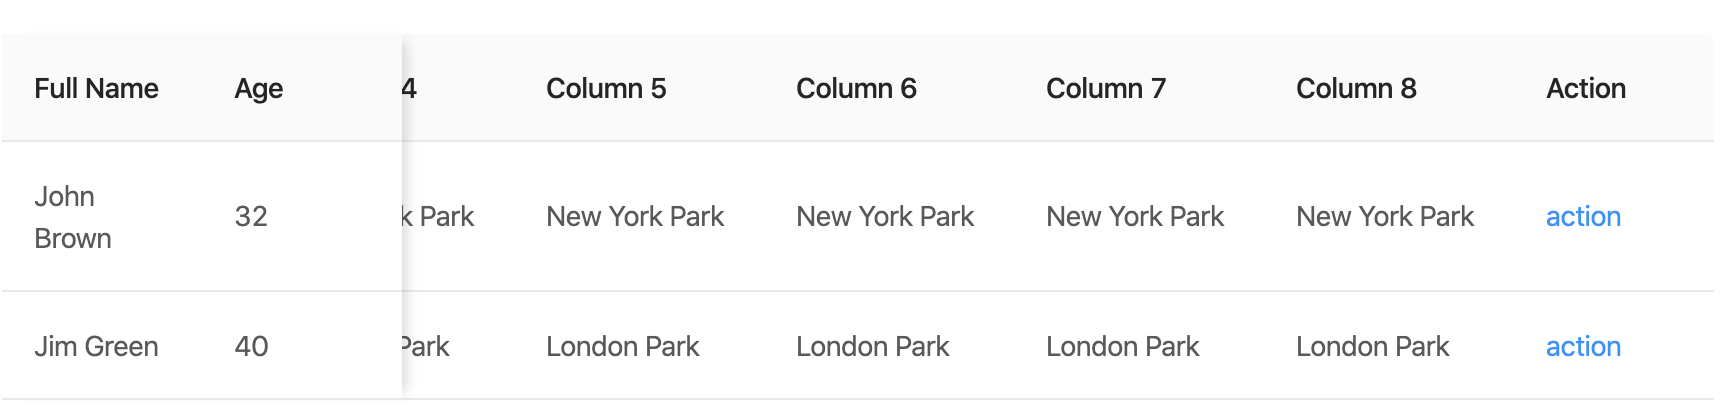 Full Name Age 4 Column 5 Column 6 Column 7 Column 8 Action
John
Brown
32 k Park New York Park New York Park New York Park New York Park action
Jim Green 40 Park London Park London Park London Park London Park action